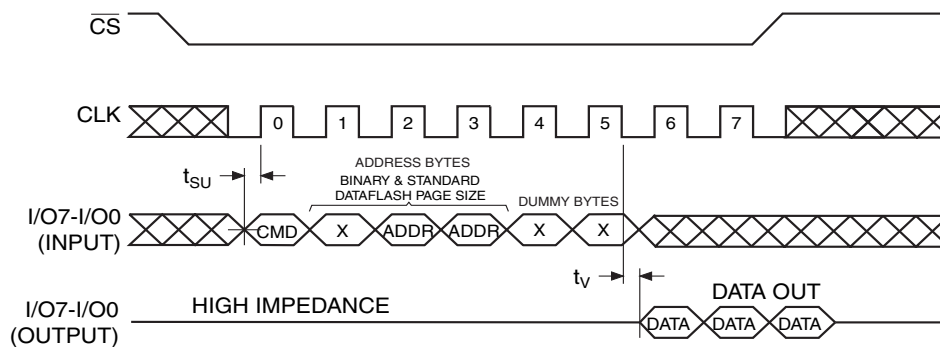 CS
CLK
0 1 2 3 4 5 6 7
tSU
ADDRESS BYTES
BINARY & STANDARD
DATAFLASH PAGE SIZE
DUMMY BYTES
I/O7-I/O0
(INPUT)
CMD X ADDR ADDR X X
tV
I/O7-I/O0
(OUTPUT)
HIGH IMPEDANCE
DATA OUT
DATA DATA DATA